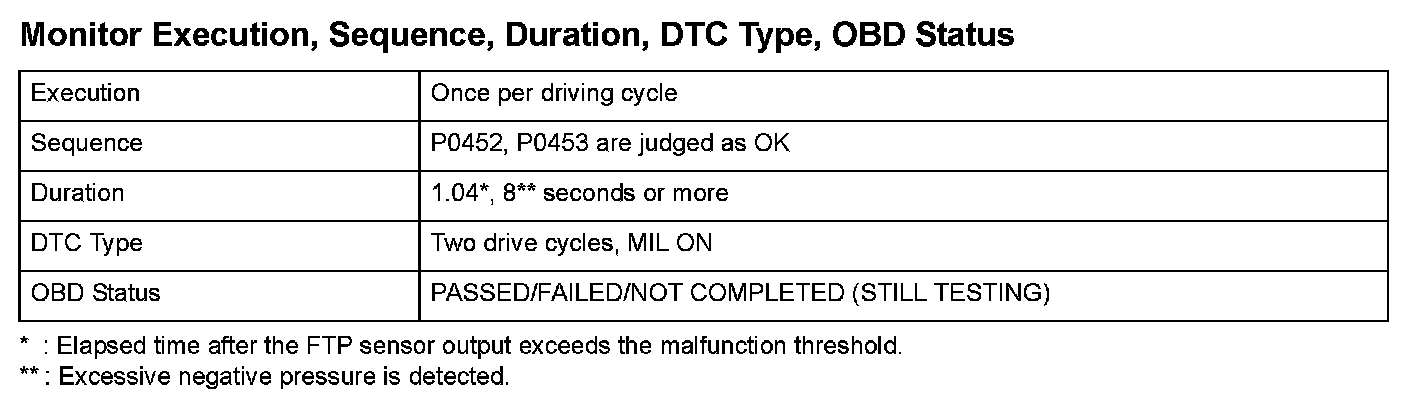 Monitor Execution, Sequence, Duration, DTC Type, OBD Status
Execution Once per driving cycle
Sequence P0452, P0453 are judged as OK
Duration 1.04*, 8** seconds or more
DTC Type Two drive cycles, MIL ON
OBD Status PASSED/FAILED/NOT COMPLETED (STILL TESTING)
* : Elapsed time after the FTP sensor output exceeds the malfunction threshold.
** : Excessive negative pressure is detected.